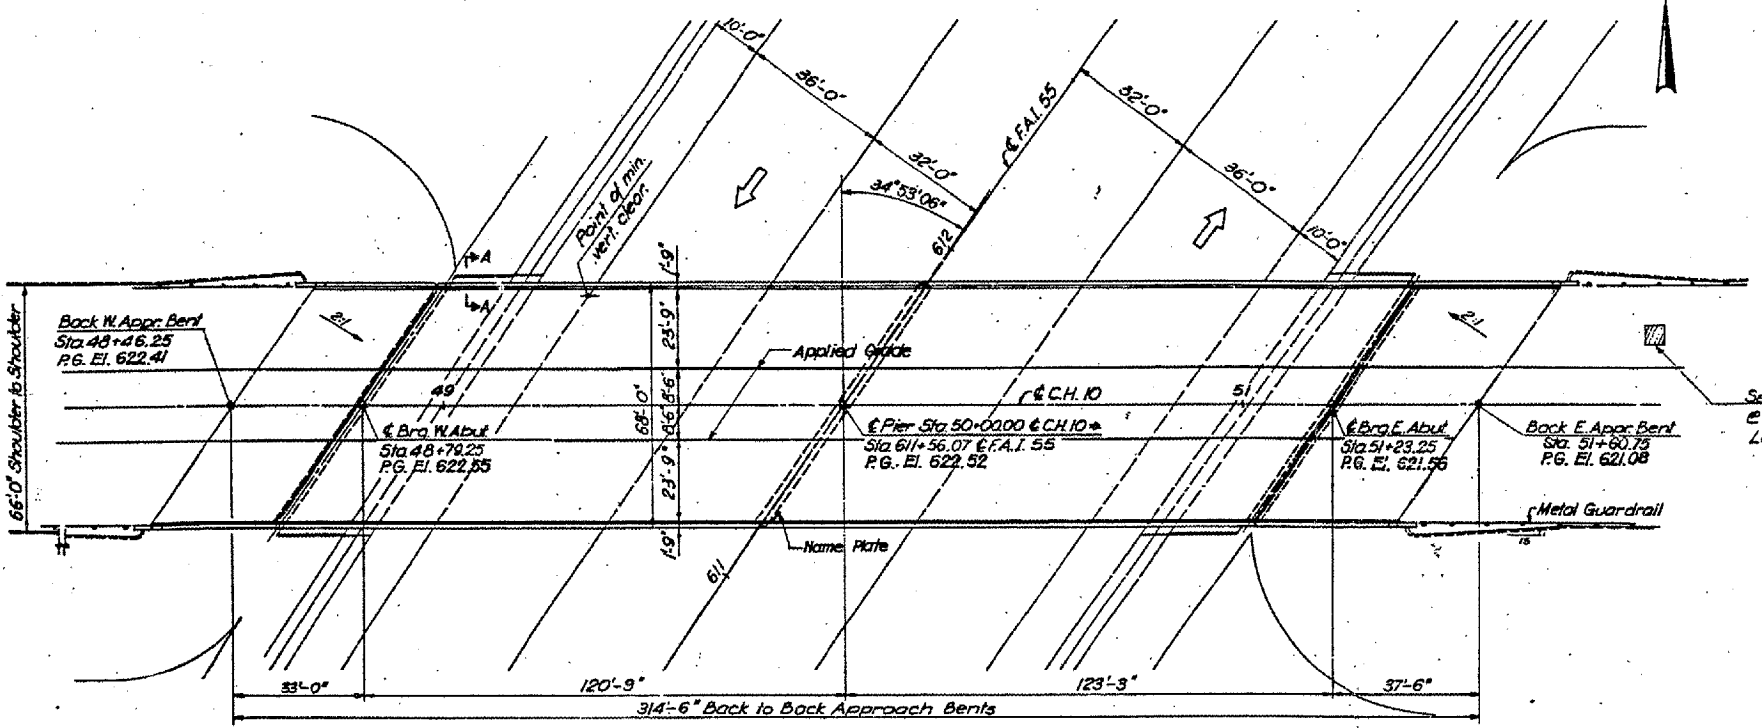 10'-0"
36'-0"
32'-0"
34°53'06"
℄ F.A.I. 55
32'-0"
36'-0"
10'-0"
612
Point of min.
vert. clear.
A
A
1'-9"
66'-0" Shoulder to Shoulder
Back W. Appr. Bent
Sta. 48+46.25
P.G. El. 622.41
2:1
23'-9"
Applied Grade
2:1
49
8'-6"
8'-6"
68'-0"
℄ C.H. 10
51
℄ Brg. W. Abut.
Sta. 48+79.25
P.G. El. 622.55
℄ Pier Sta. 50+00.00 ℄ C.H. 10 =
Sta. 611+56.07 ℄ F.A.I. 55
P.G. El. 622.52
℄ Brg. E. Abut.
Sta. 51+23.25
P.G. El. 621.56
Back E. Appr. Bent
Sta. 51+60.75
P.G. El. 621.08
23'-9"
1'-9"
Name Plate
Metal Guardrail
15
611
33'-0"
120'-9"
123'-3"
37'-6"
314'-6" Back to Back Approach Bents